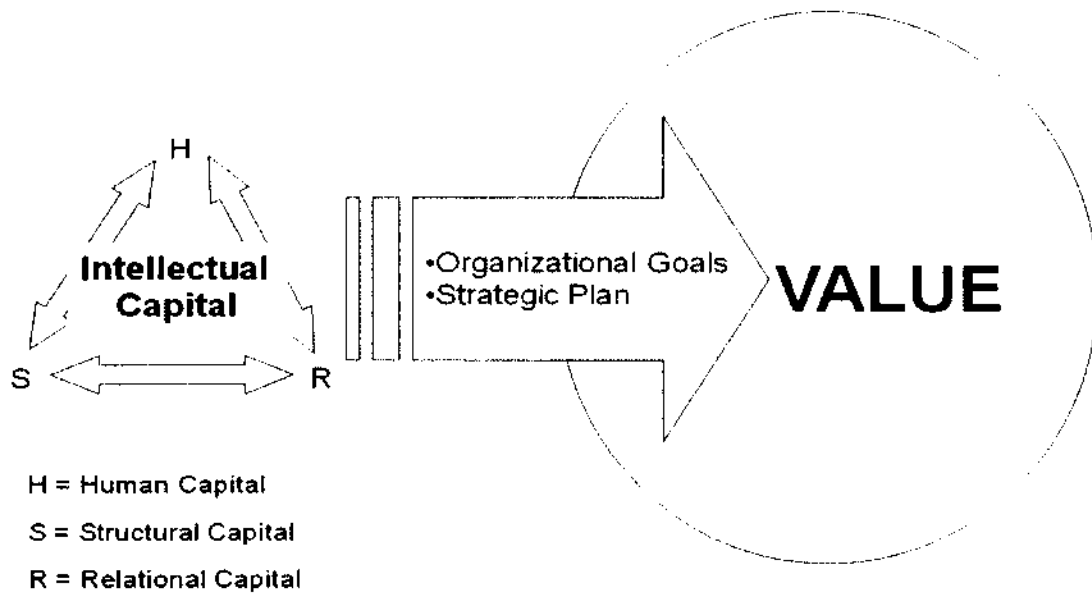 H
Intellectual
Capital
S
R
•Organizational Goals
•Strategic Plan
VALUE
H = Human Capital
S = Structural Capital
R = Relational Capital